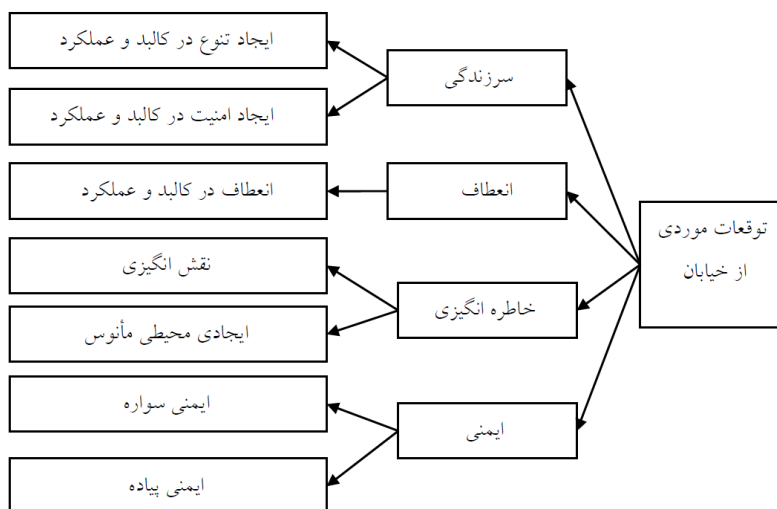 توقعات موردی
از خیابان
سرزندگی
ایجاد تنوع در کالبد و عملکرد
ایجاد امنیت در کالبد و عملکرد
انعطاف
انعطاف در کالبد و عملکرد
خاطره انگیزی
نقش انگیزی
ایجادی محیطی مأنوس
ایمنی
ایمنی سواره
ایمنی پیاده